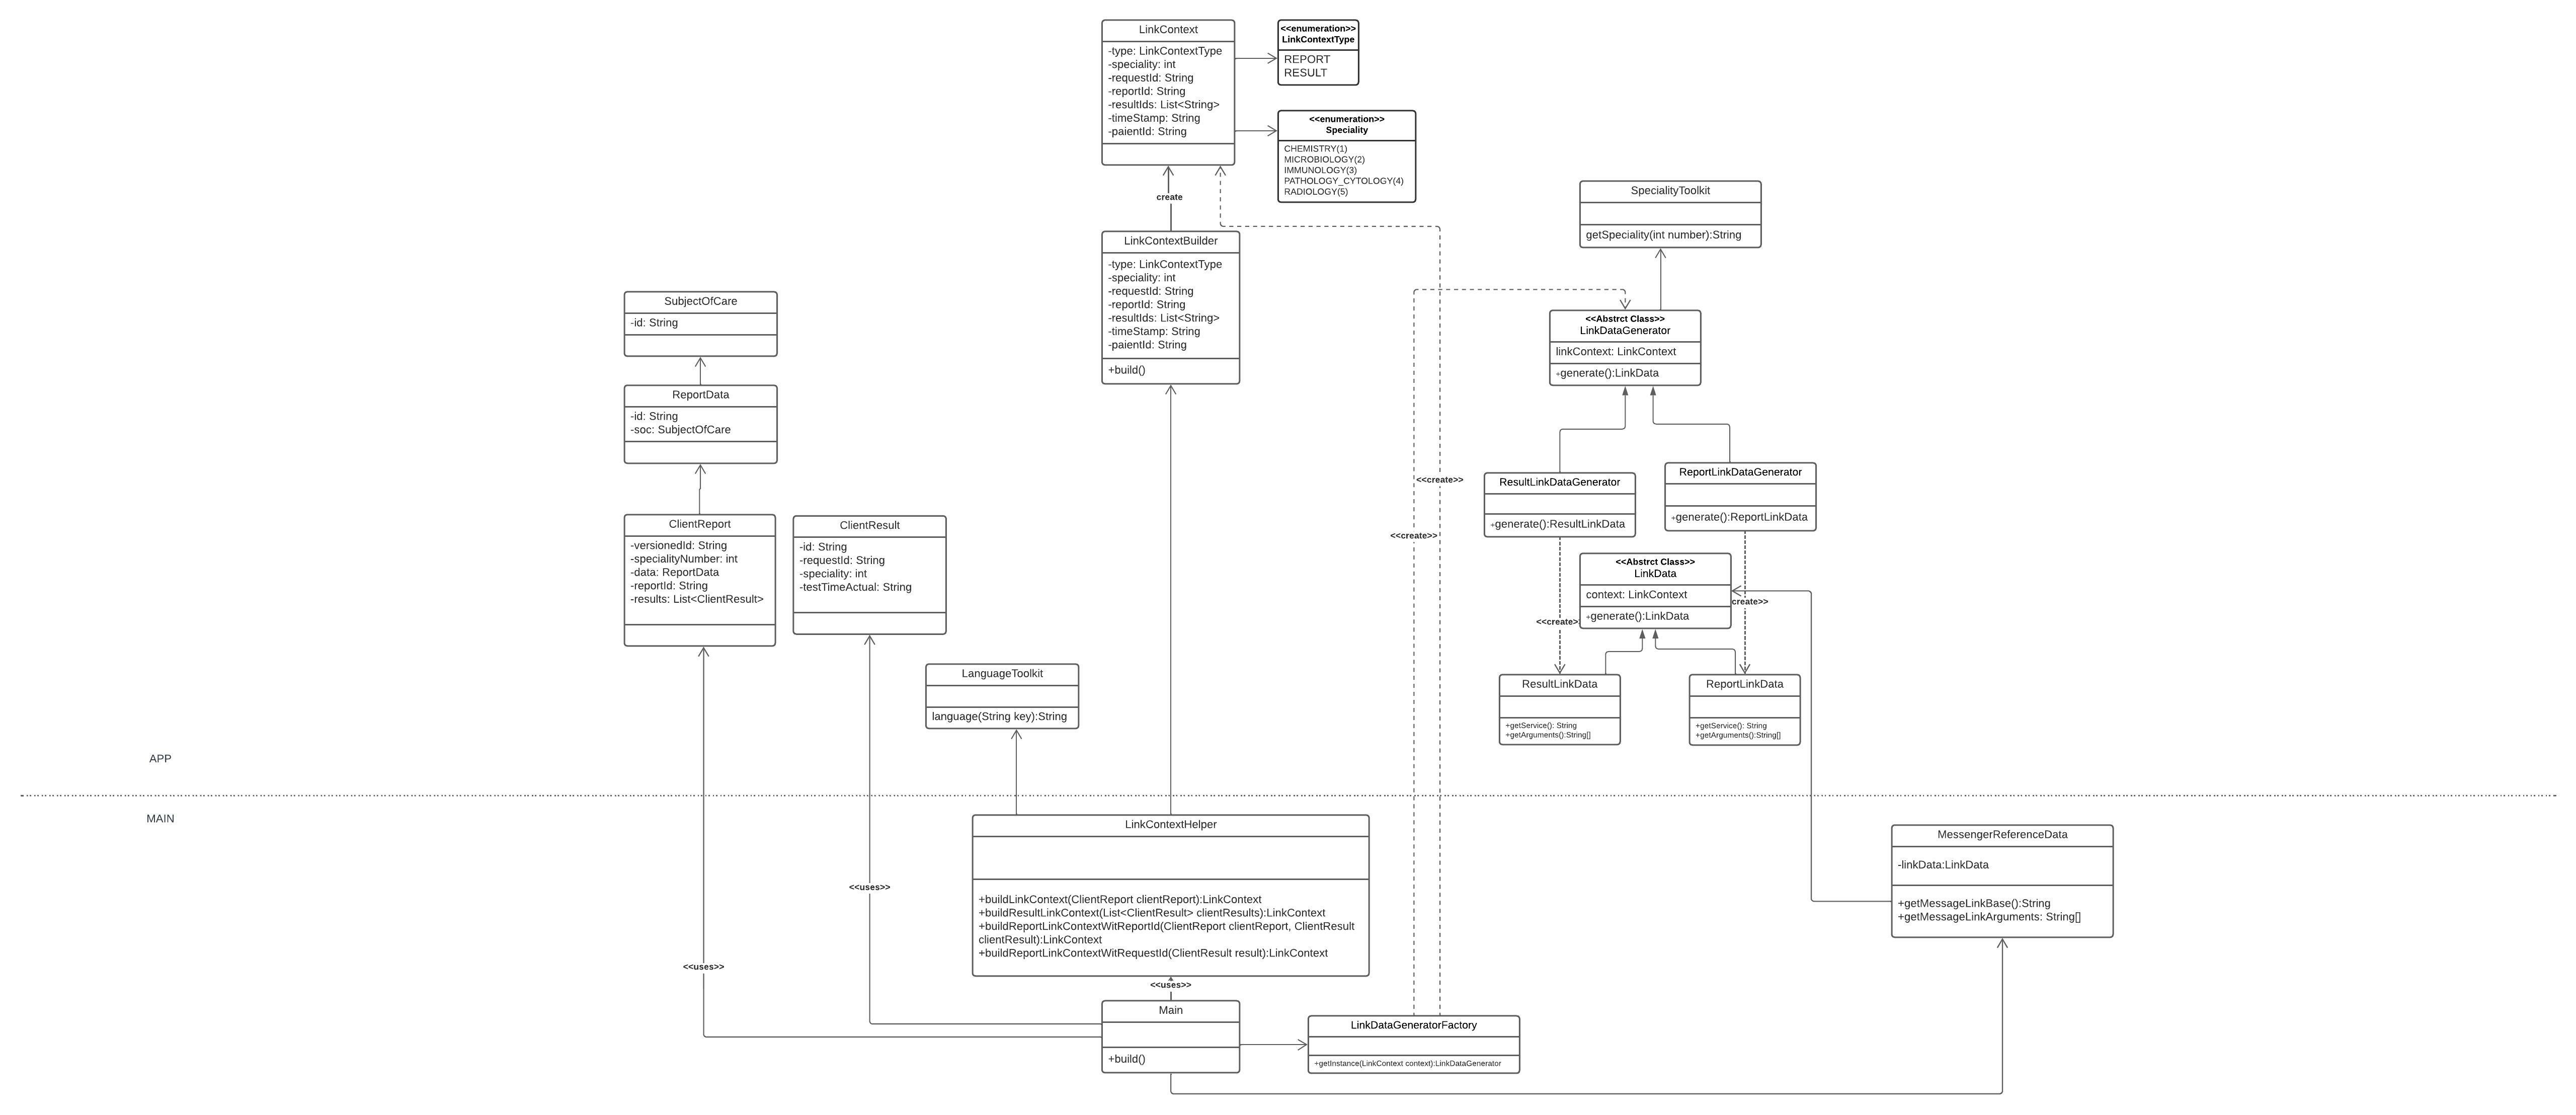 LinkContext
-type: LinkContextType
-speciality: int
-requestId: String
-reportId: String
-resultIds: List<String>
-timeStamp: String
-paientId: String
<<enumeration>>
LinkContextType
REPORT
RESULT
<<enumeration>>
Speciality
CHEMISTRY(1)
MICROBIOLOGY(2)
IMMUNOLOGY(3)
PATHOLOGY_CYTOLOGY(4)
RADIOLOGY(5)
create
SpecialityToolkit
getSpeciality(int number):String
LinkContextBuilder
-type: LinkContextType
-speciality: int
-requestId: String
-reportId: String
-resultIds: List<String>
-timeStamp: String
-paientId: String
+build()
SubjectOfCare
-id: String
<<Abstrct Class>>
LinkDataGenerator
linkContext: LinkContext
+generate():LinkData
ReportData
-id: String
-soc: SubjectOfCare
ResultLinkDataGenerator
+generate():ResultLinkData
ReportLinkDataGenerator
+generate():ReportLinkData
<<create>>
<<create>>
ClientReport
-versionedId: String
-specialityNumber: int
-data: ReportData
-reportId: String
-results: List<ClientResult>
ClientResult
-id: String
-requestId: String
-speciality: int
-testTimeActual: String
<<Abstrct Class>>
LinkData
context: LinkContext
+generate():LinkData
create>>
<<create>
LanguageToolkit
language(String key):String
ResultLinkData
+getService(): String
+getArguments():String[]
ReportLinkData
+getService(): String
+getArguments():String[]
APP
MAIN
LinkContextHelper
+buildLinkContext(ClientReport clientReport):LinkContext
+buildResultLinkContext(List<ClientResult> clientResults):LinkContext
+buildReportLinkContextWitReportId(ClientReport clientReport, ClientResult
clientResult):LinkContext
+buildReportLinkContextWitRequestId(ClientResult result):LinkContext
MessengerReferenceData
-linkData:LinkData
+getMessageLinkBase():String
+getMessageLinkArguments: String[]
<<uses>>
<<uses>>
<<uses>>
Main
+build()
LinkDataGeneratorFactory
+getInstance(LinkContext context):LinkDataGenerator